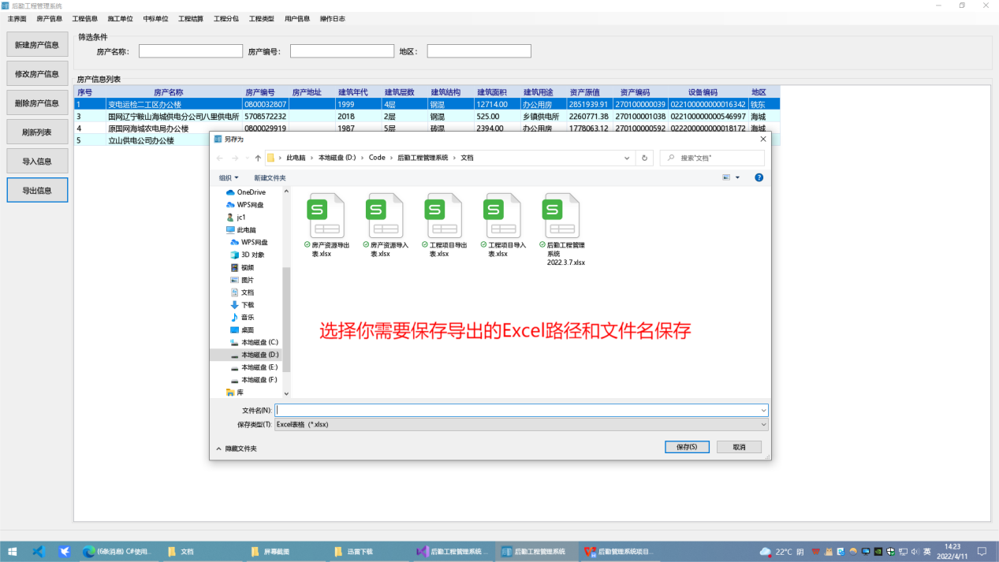 后勤工程管理系统
主界面 房产信息 工程信息 施工单位 中标单位 工程结算 工程分包 工程类型 用户信息 操作日志
新建房产信息
修改房产信息
删除房产信息
刷新列表
导入信息
导出信息
筛选条件
房产名称： 房产编号： 地区：
房产信息列表
序号 房产名称 房产编号 房产地址 建筑年代 建筑层数 建筑结构 建筑面积 建筑用途 资产原值 资产编码 设备编码 地区
1 变电运检二工区办公楼 0800032807 1999 4层 钢混 12714.00 办公用房 2851939.91 270100000039 022100000000016342 铁东
3 国网辽宁鞍山海城供电分公司八里供电所 5708572232 2018 2层 钢混 525.00 乡镇供电所 2260771.38 270100001038 022100000000546997 海城
4 原国网海城农电局办公楼 0800029919 1987 5层 砖混 2394.00 办公用房 1778063.12 270100000592 022200000000018172 海城
5 立山供电公司办公楼
另存为
此电脑 › 本地磁盘 (D:) › Code › 后勤工程管理系统 › 文档
搜索"文档"
组织 新建文件夹
OneDrive
WPS网盘
jc1
此电脑
WPS网盘
3D 对象
视频
图片
文档
下载
音乐
桌面
本地磁盘 (C:)
本地磁盘 (D:)
本地磁盘 (E:)
本地磁盘 (F:)
库
房产资源导出表.xlsx
房产资源导入表.xlsx
工程项目导出表.xlsx
工程项目导入表.xlsx
后勤工程管理系统 2022.3.7.xlsx
选择你需要保存导出的Excel路径和文件名保存
文件名(N):
保存类型(T): Excel表格 (*.xlsx)
隐藏文件夹
保存(S) 取消
(6条消息) C#使用... 文档 屏幕截图 迅雷下载 后勤工程管理系统... 后勤工程管理系统 后勤管理系统项目...
22°C 阴 英
14:23
2022/4/11